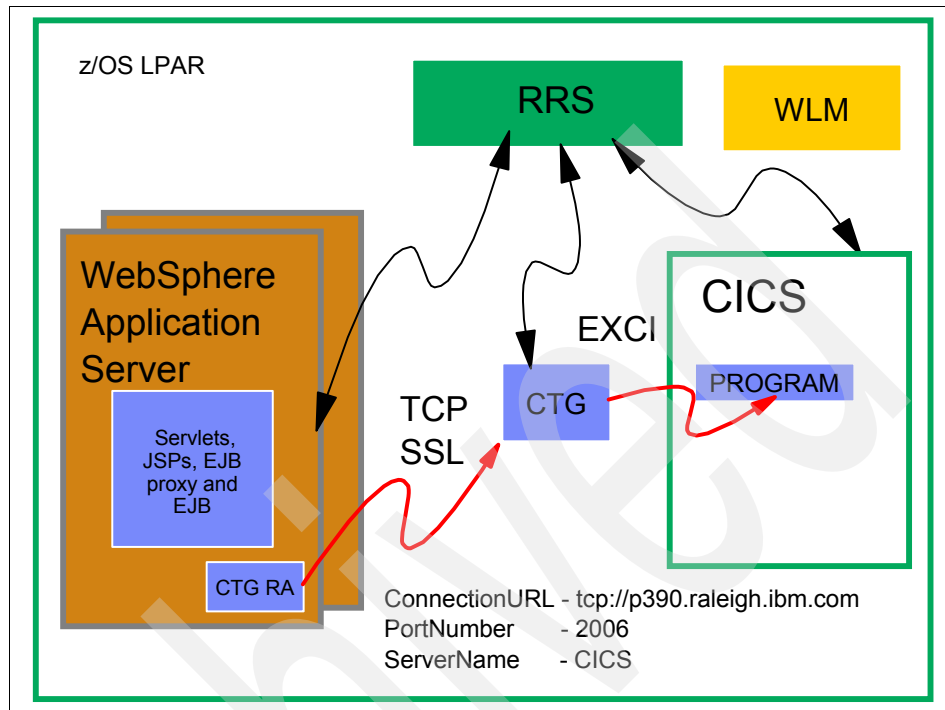 z/OS LPAR
RRS
WLM
WebSphere
Application
Server
Servlets,
JSPs, EJB
proxy and
EJB
CTG RA
TCP
SSL
CTG
EXCI
CICS
PROGRAM
ConnectionURL - tcp://p390.raleigh.ibm.com
PortNumber - 2006
ServerName - CICS